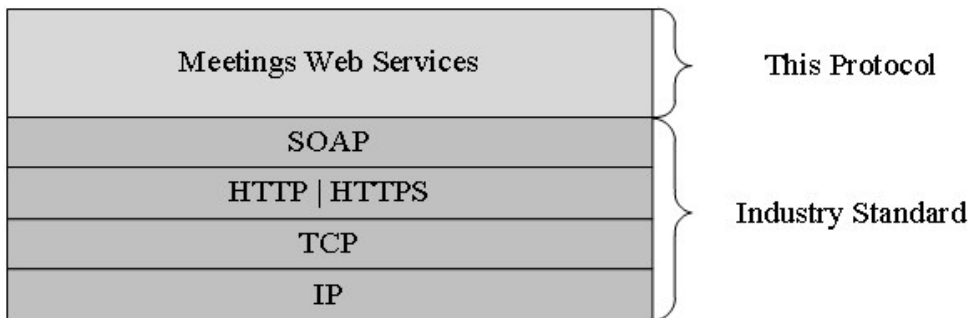 Meetings Web Services
This Protocol
SOAP
HTTP | HTTPS
TCP
IP
Industry Standard